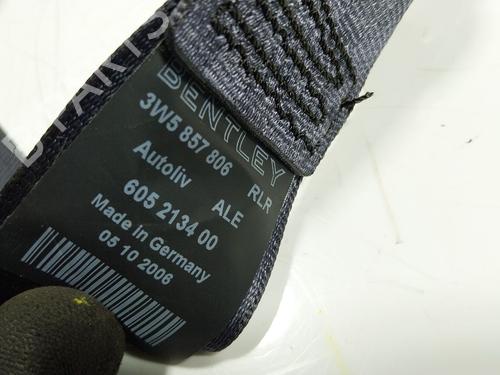 BENTLEY
3W5 857 806 RLR
Autoliv ALE
605 2134 00
Made in Germany
05 10 2006